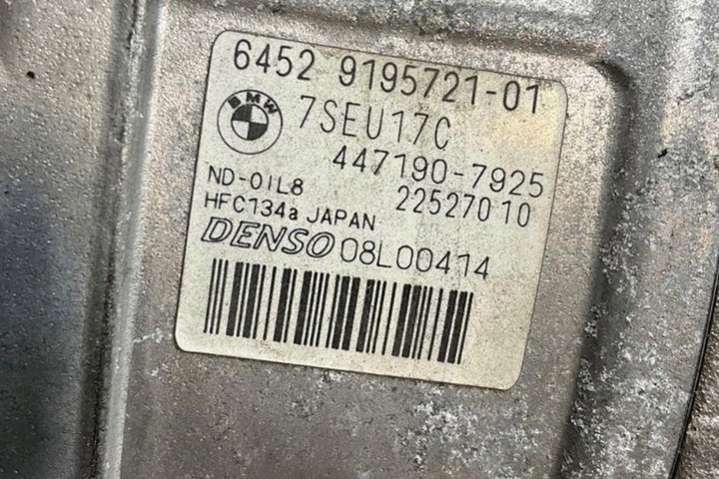 6452 9195721-01
BMW
7SEU17C
447190-7925
ND-OIL8
22527010
HFC134a JAPAN
DENSO 08L00414